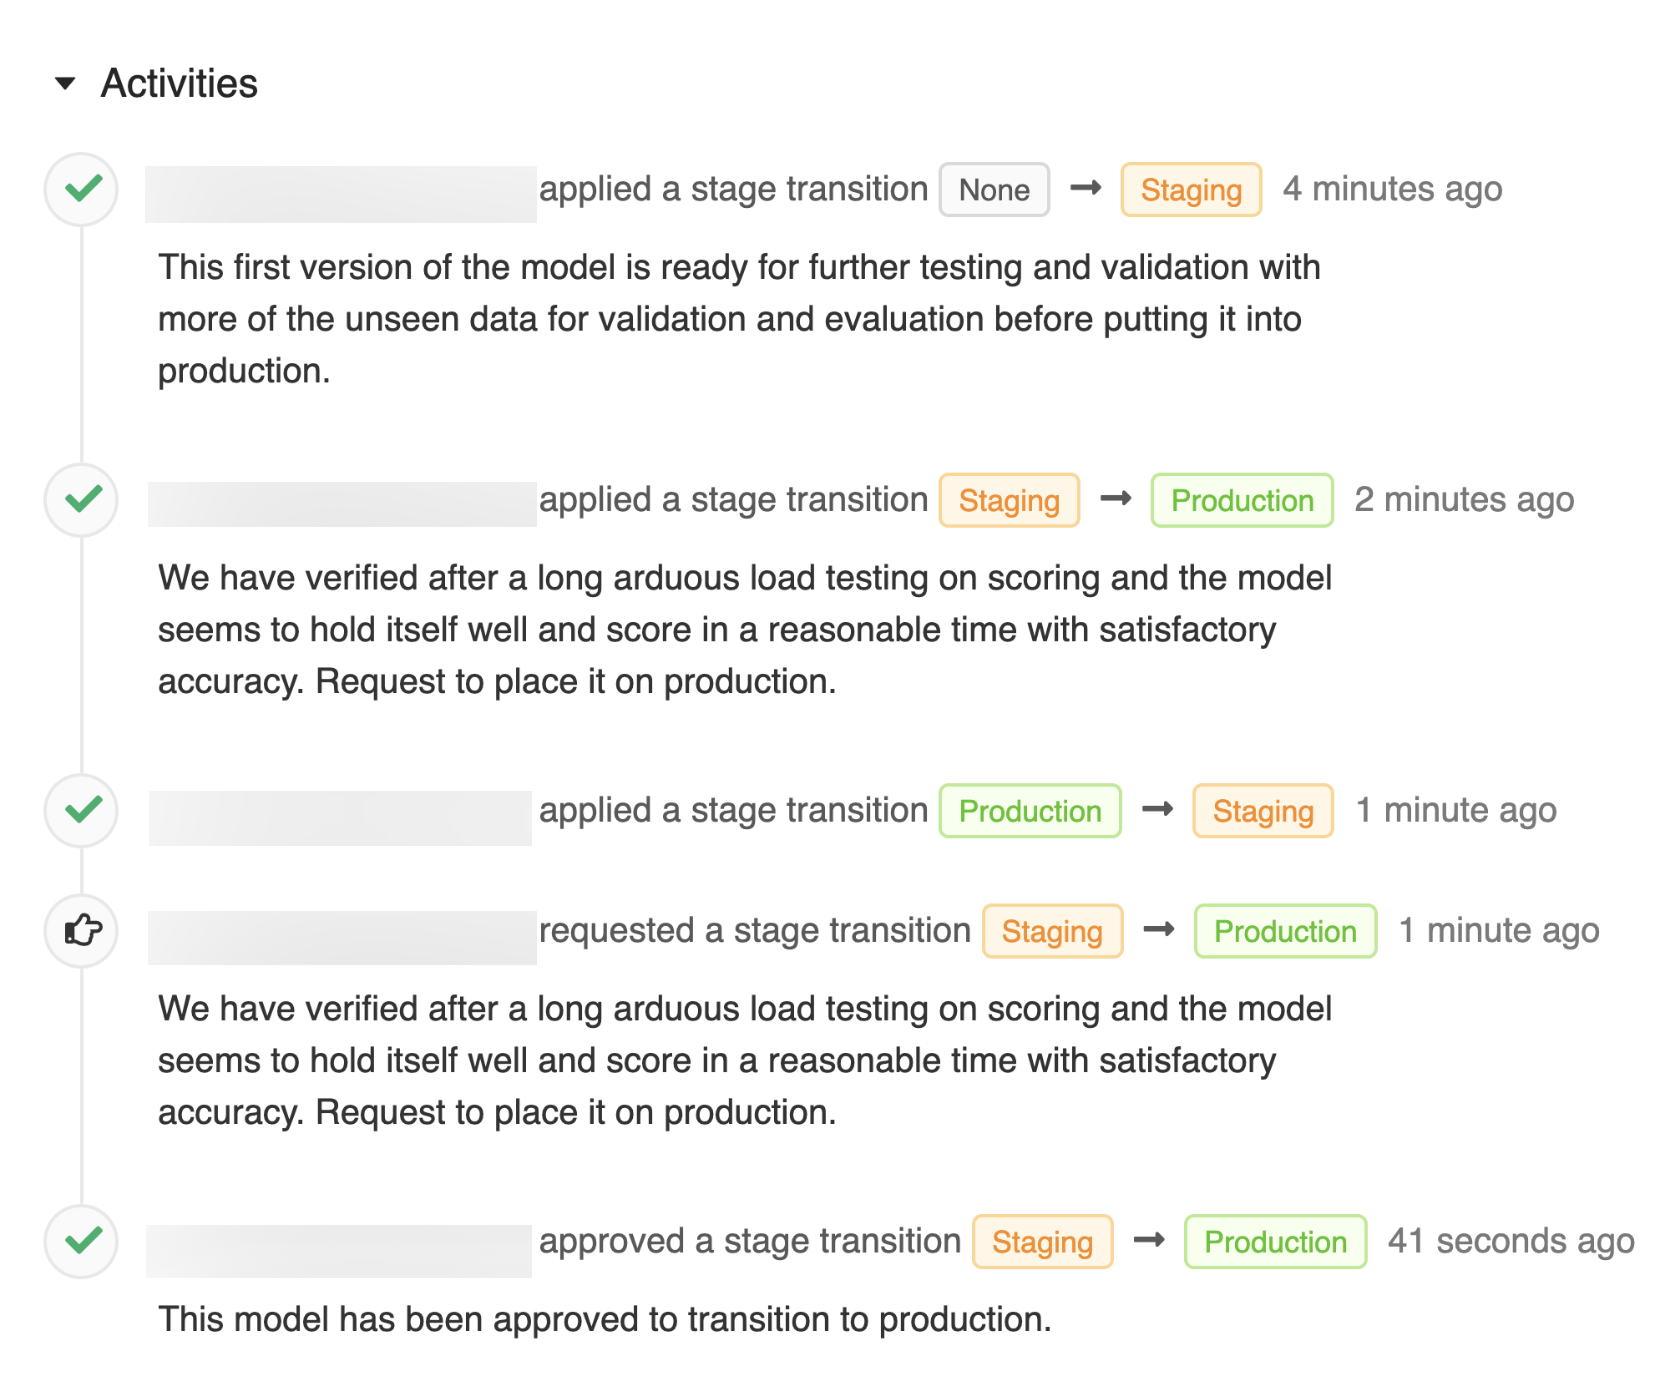 Activities
applied a stage transition None → Staging 4 minutes ago
This first version of the model is ready for further testing and validation with
more of the unseen data for validation and evaluation before putting it into
production.
applied a stage transition Staging → Production 2 minutes ago
We have verified after a long arduous load testing on scoring and the model
seems to hold itself well and score in a reasonable time with satisfactory
accuracy. Request to place it on production.
applied a stage transition Production → Staging 1 minute ago
requested a stage transition Staging → Production 1 minute ago
We have verified after a long arduous load testing on scoring and the model
seems to hold itself well and score in a reasonable time with satisfactory
accuracy. Request to place it on production.
approved a stage transition Staging → Production 41 seconds ago
This model has been approved to transition to production.